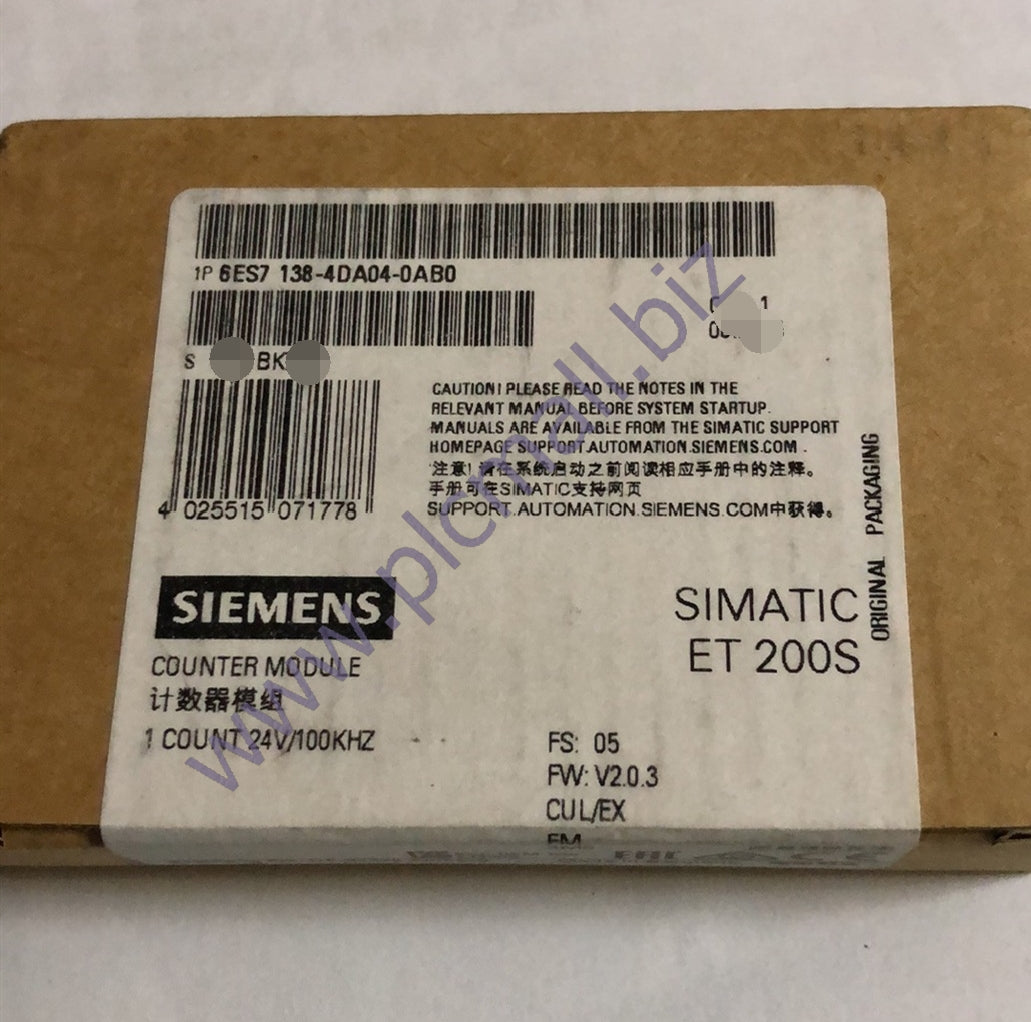 1P 6ES7 138-4DA04-0AB0
1
S BK
CAUTION! PLEASE READ THE NOTES IN THE
RELEVANT MANUAL BEFORE SYSTEM STARTUP.
MANUALS ARE AVAILABLE FROM THE SIMATIC SUPPORT
HOMEPAGE SUPPORT.AUTOMATION.SIEMENS.COM .
注意! 请在系统启动之前阅读相应手册中的注释。
手册可在SIMATIC支持网页
SUPPORT.AUTOMATION.SIEMENS.COM中获得。
4 025515 071778
ORIGINAL PACKAGING
SIEMENS
SIMATIC
ET 200S
COUNTER MODULE
计数器模组
1 COUNT 24V/100KHZ
FS: 05
FW: V2.0.3
CUL/EX
FM
EAC
CE
www.plcmall.biz